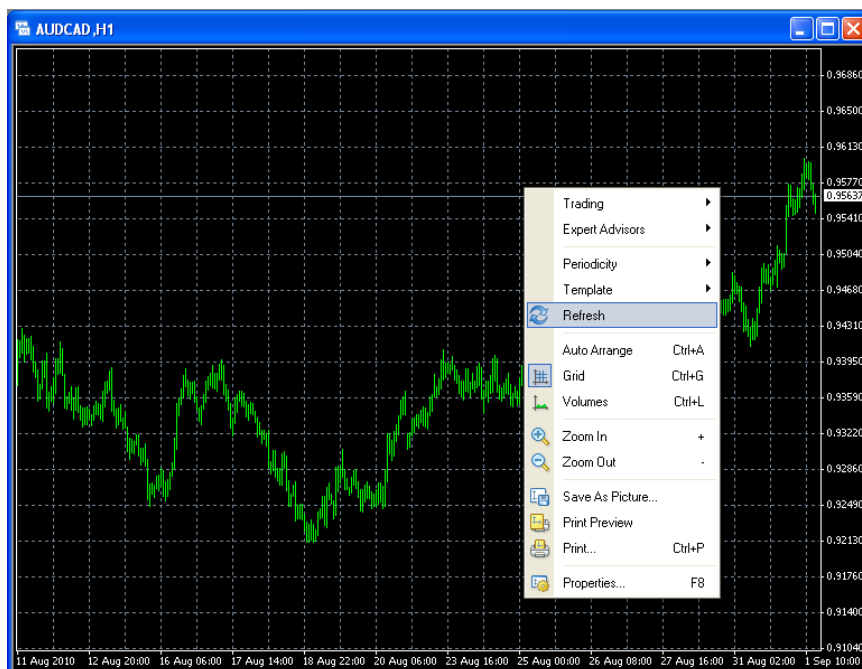 AUDCAD,H1
0.96860
0.96500
0.96130
0.95770
0.95637
0.95410
0.95040
0.94680
0.94310
0.93950
0.93590
0.93220
0.92860
0.92490
0.92130
0.91760
0.91400
0.91040
Trading
Expert Advisors
Periodicity
Template
Refresh
Auto Arrange Ctrl+A
Grid Ctrl+G
Volumes Ctrl+L
Zoom In +
Zoom Out -
Save As Picture...
Print Preview
Print... Ctrl+P
Properties... F8
11 Aug 2010 12 Aug 20:00 16 Aug 06:00 17 Aug 14:00 18 Aug 22:00 20 Aug 06:00 23 Aug 16:00 25 Aug 00:00 26 Aug 08:00 27 Aug 16:00 31 Aug 02:00 1 Sep 10:00